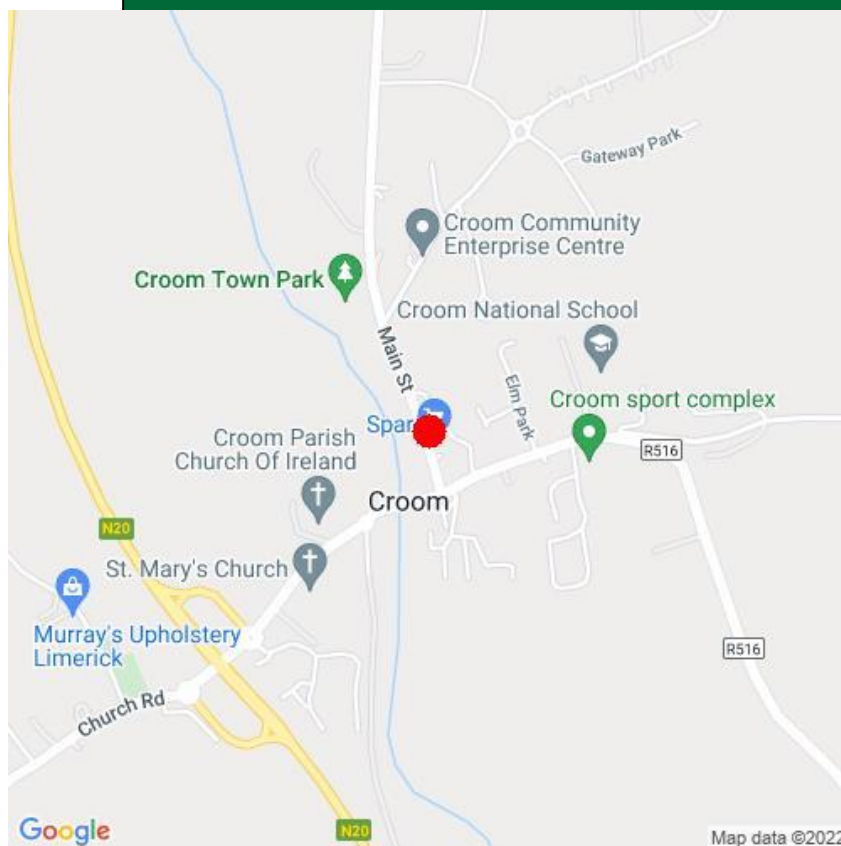 Gateway Park
Croom Community
Enterprise Centre
Croom Town Park
Croom National School
Main St
Elm Park
Croom sport complex
Spar
Croom Parish
Church Of Ireland
R516
Croom
N20
St. Mary's Church
Murray's Upholstery
Limerick
R516
Church Rd
Google
N20
Map data ©2022